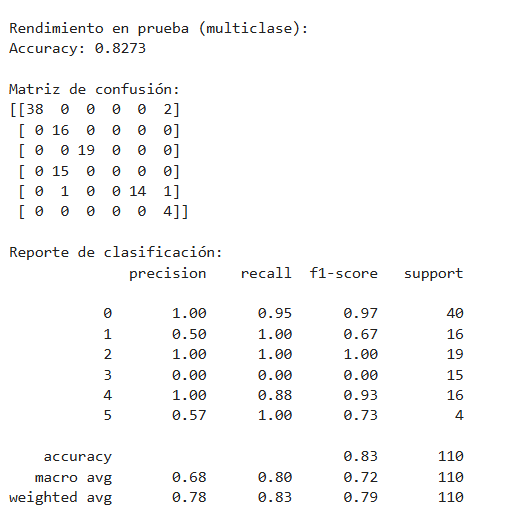 Rendimiento en prueba (multiclase):
Accuracy: 0.8273
Matriz de confusión:
[[38  0  0  0  0  2]
 [ 0 16  0  0  0  0]
 [ 0  0 19  0  0  0]
 [ 0 15  0  0  0  0]
 [ 0  1  0  0 14  1]
 [ 0  0  0  0  0  4]]
Reporte de clasificación:
              precision    recall  f1-score   support
           0       1.00      0.95      0.97        40
           1       0.50      1.00      0.67        16
           2       1.00      1.00      1.00        19
           3       0.00      0.00      0.00        15
           4       1.00      0.88      0.93        16
           5       0.57      1.00      0.73         4
    accuracy                           0.83       110
   macro avg       0.68      0.80      0.72       110
weighted avg       0.78      0.83      0.79       110